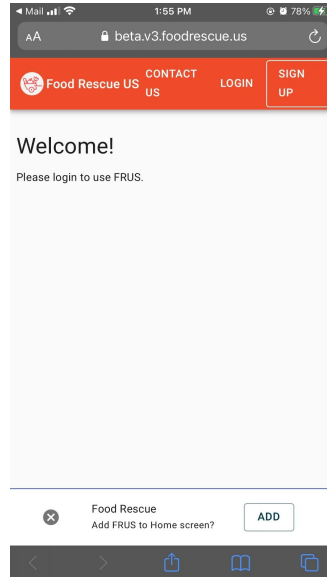 Mail 1:55 PM 78%
AA beta.v3.foodrescue.us
Food Rescue US CONTACT US LOGIN SIGN UP
Welcome!
Please login to use FRUS.
Food Rescue
Add FRUS to Home screen?
ADD